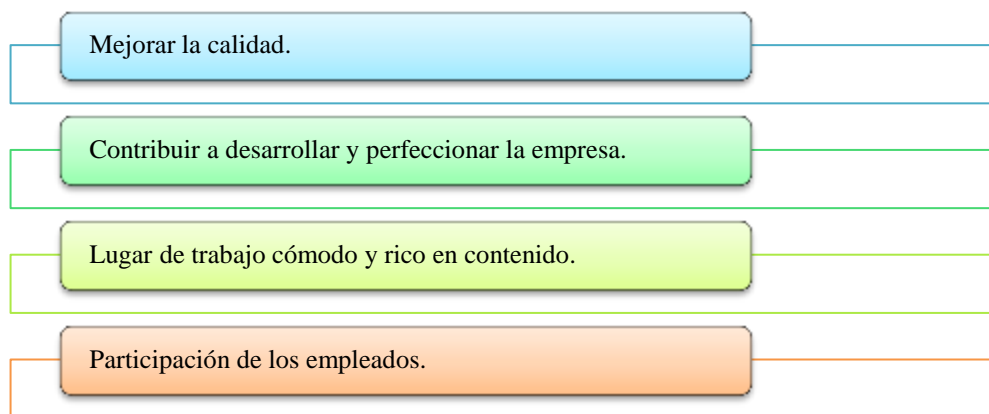 Mejorar la calidad.
Contribuir a desarrollar y perfeccionar la empresa.
Lugar de trabajo cómodo y rico en contenido.
Participación de los empleados.